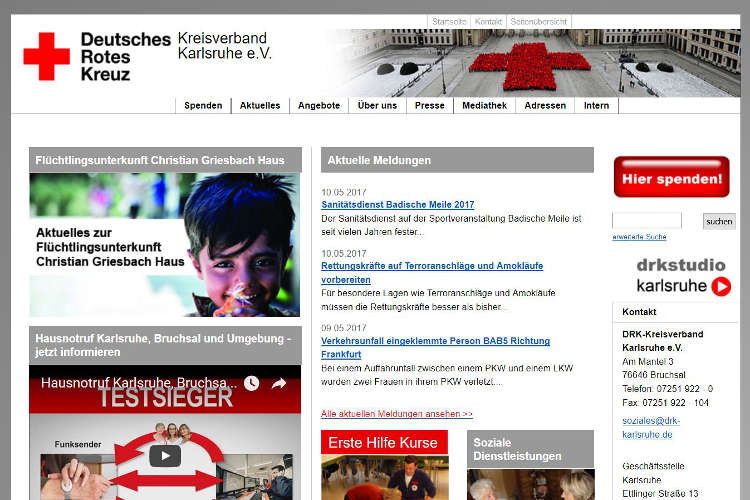 Startseite Kontakt Seitenübersicht
Deutsches
Rotes
Kreuz
Kreisverband
Karlsruhe e.V.
Spenden Aktuelles Angebote Über uns Presse Mediathek Adressen Intern
Flüchtlingsunterkunft Christian Griesbach Haus
Aktuelles zur
Flüchtlingsunterkunft
Christian Griesbach Haus
Hausnotruf Karlsruhe, Bruchsal und Umgebung -
jetzt informieren
Hausnotruf Karlsruhe, Bruchsa...
TESTSIEGER
Funksender
Aktuelle Meldungen
10.05.2017
Sanitätsdienst Badische Meile 2017
Der Sanitätsdienst auf der Sportveranstaltung Badische Meile ist
seit vielen Jahren fester...
10.05.2017
Rettungskräfte auf Terroranschläge und Amokläufe
vorbereiten
Für besondere Lagen wie Terroranschläge und Amokläufe
müssen die Rettungskräfte besser als bisher...
09.05.2017
Verkehrsunfall eingeklemmte Person BAB5 Richtung
Frankfurt
Bei einem Auffahrunfall zwischen einem PKW und einem LKW
wurden zwei Frauen in ihrem PKW verletzt....
Alle aktuellen Meldungen ansehen >>
Erste Hilfe Kurse
Soziale
Dienstleistungen
Hier spenden!
suchen
erweiterte Suche
drkstudio
karlsruhe
Kontakt
DRK-Kreisverband
Karlsruhe e.V.
Am Mantel 3
76646 Bruchsal
Telefon: 07251 922 - 0
Fax: 07251 922 - 104
soziales@drk-
karlsruhe.de
Geschäftsstelle
Karlsruhe
Ettlinger Straße 13